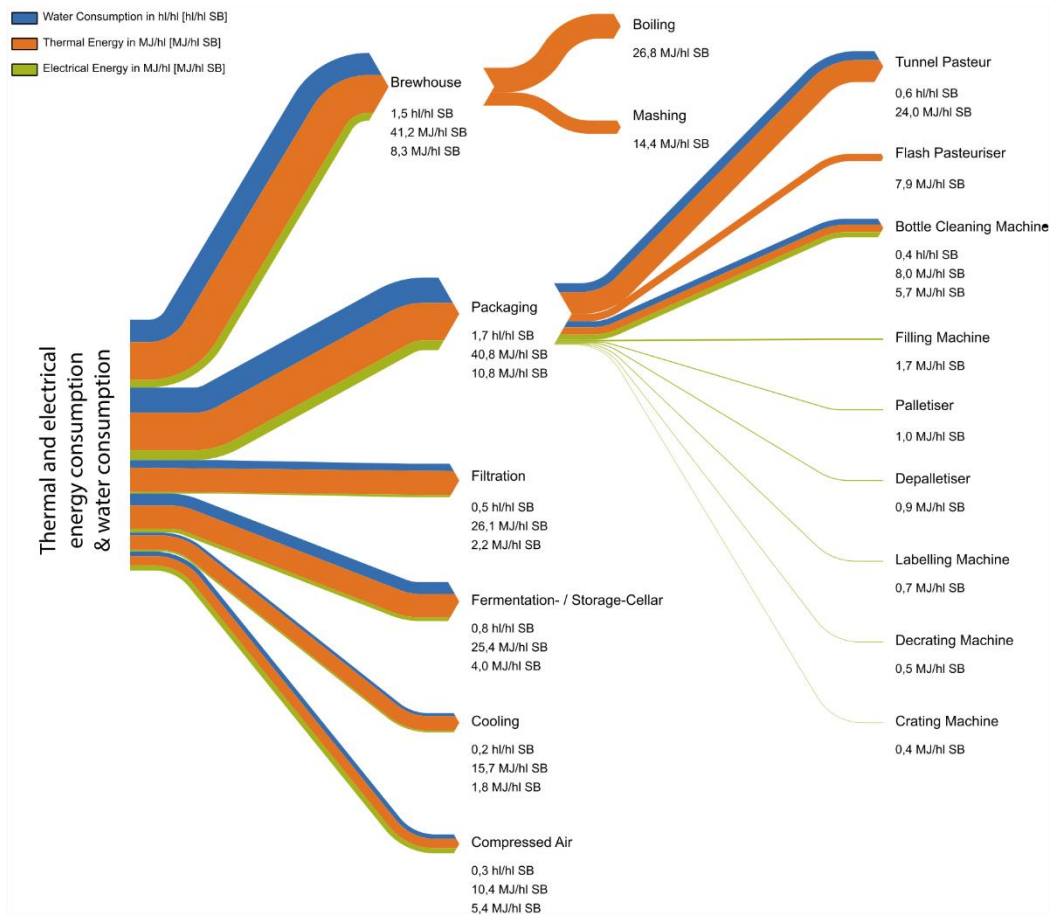 Water Consumption in hl/hl [hl/hl SB]
Thermal Energy in MJ/hl [MJ/hl SB]
Electrical Energy in MJ/hl [MJ/hl SB]
Thermal and electrical
energy consumption
& water consumption
Brewhouse
1,5 hl/hl SB
41,2 MJ/hl SB
8,3 MJ/hl SB
Boiling
26,8 MJ/hl SB
Mashing
14,4 MJ/hl SB
Packaging
1,7 hl/hl SB
40,8 MJ/hl SB
10,8 MJ/hl SB
Tunnel Pasteur
0,6 hl/hl SB
24,0 MJ/hl SB
Flash Pasteuriser
7,9 MJ/hl SB
Bottle Cleaning Machine
0,4 hl/hl SB
8,0 MJ/hl SB
5,7 MJ/hl SB
Filling Machine
1,7 MJ/hl SB
Palletiser
1,0 MJ/hl SB
Depalletiser
0,9 MJ/hl SB
Labelling Machine
0,7 MJ/hl SB
Decrating Machine
0,5 MJ/hl SB
Crating Machine
0,4 MJ/hl SB
Filtration
0,5 hl/hl SB
26,1 MJ/hl SB
2,2 MJ/hl SB
Fermentation- / Storage-Cellar
0,8 hl/hl SB
25,4 MJ/hl SB
4,0 MJ/hl SB
Cooling
0,2 hl/hl SB
15,7 MJ/hl SB
1,8 MJ/hl SB
Compressed Air
0,3 hl/hl SB
10,4 MJ/hl SB
5,4 MJ/hl SB